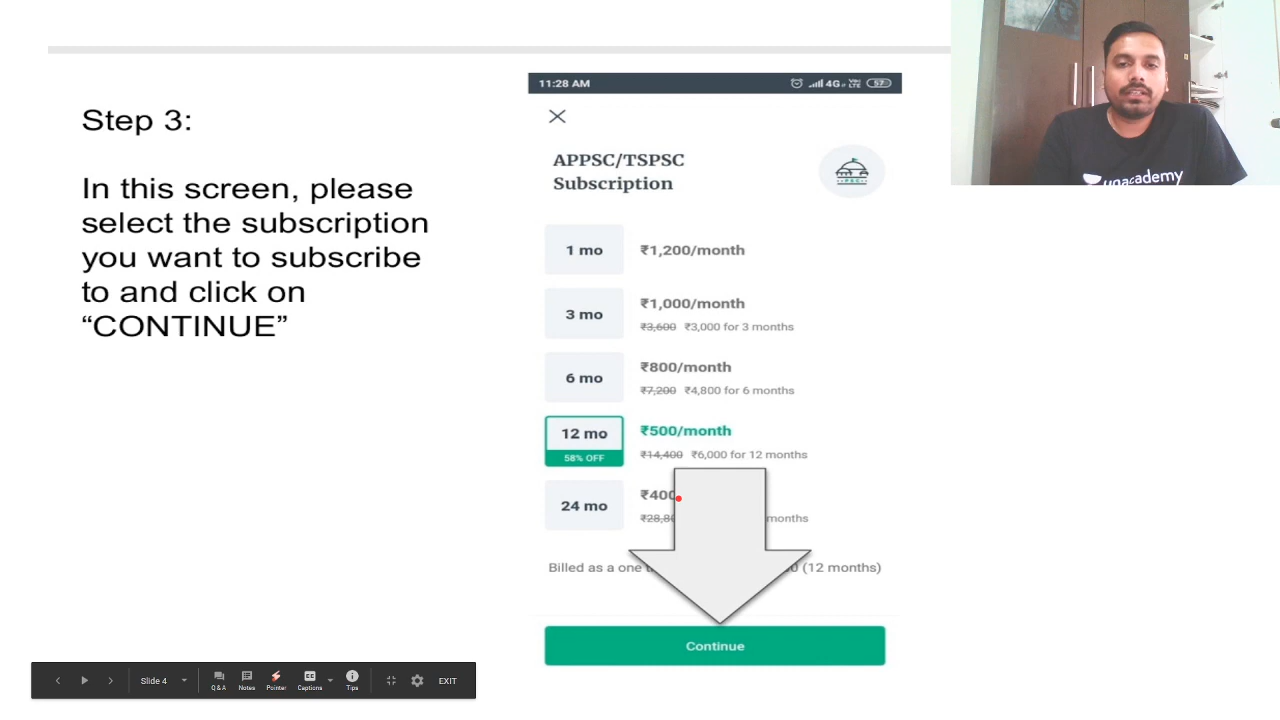 Step 3:
In this screen, please
select the subscription
you want to subscribe
to and click on
“CONTINUE”
11:28 AM
4G
VoLTE
57
APPSC/TSPSC
Subscription
1 mo
₹1,200/month
3 mo
₹1,000/month
₹3,600 ₹3,000 for 3 months
6 mo
₹800/month
₹7,200 ₹4,800 for 6 months
12 mo
58% OFF
₹500/month
₹14,400 ₹6,000 for 12 months
24 mo
₹400
months
Billed as a one (12 months)
Continue
unacademy
Slide 4
Q&A
Notes
Pointer
Captions
Tips
EXIT